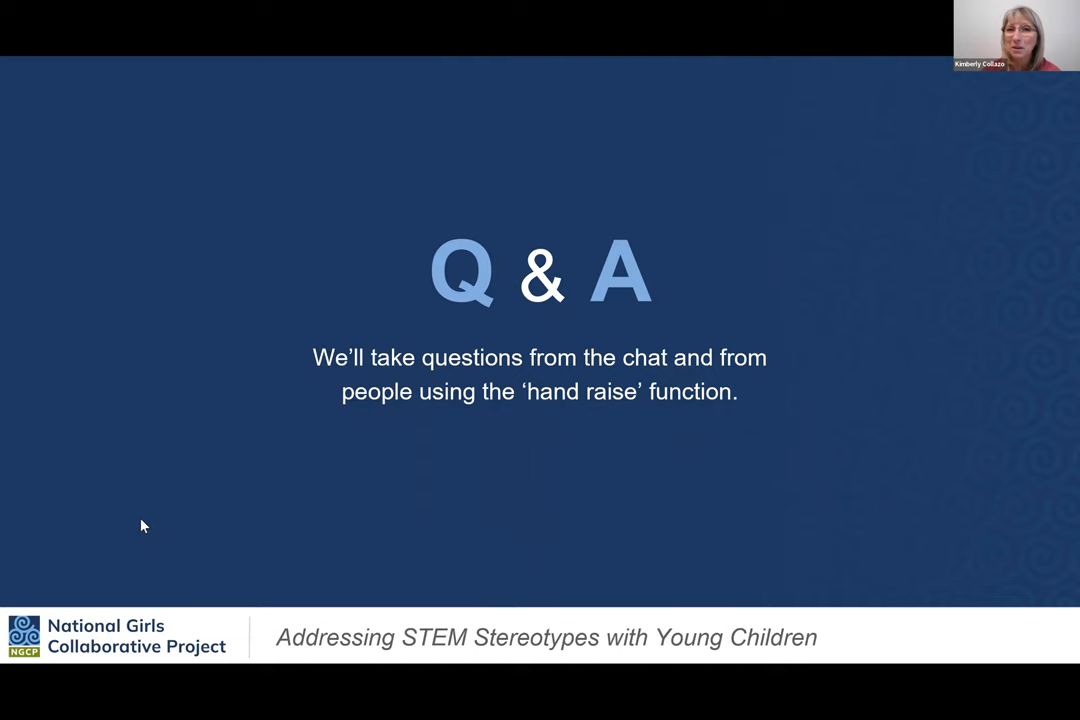 Kimberly Collazo
Q & A
We’ll take questions from the chat and from
people using the ‘hand raise’ function.
NGCP
National Girls
Collaborative Project
Addressing STEM Stereotypes with Young Children